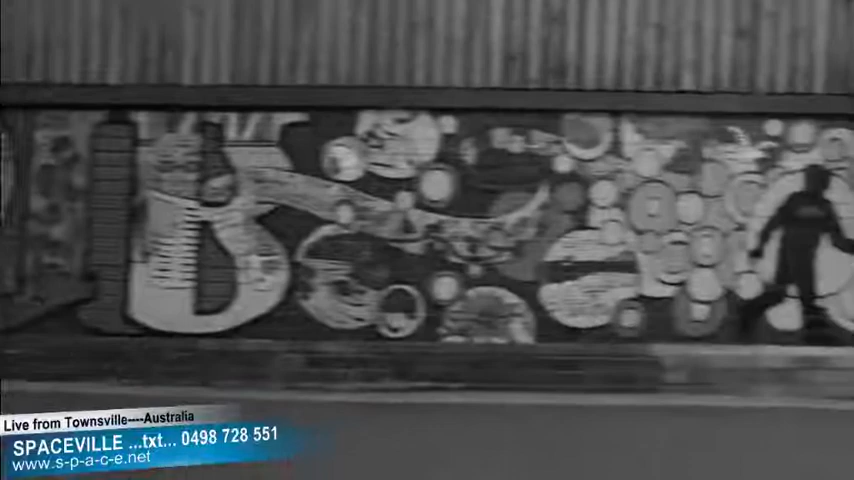 Live from Townsville----Australia
SPACEVILLE ...txt... 0498 728 551
www.s-p-a-c-e.net